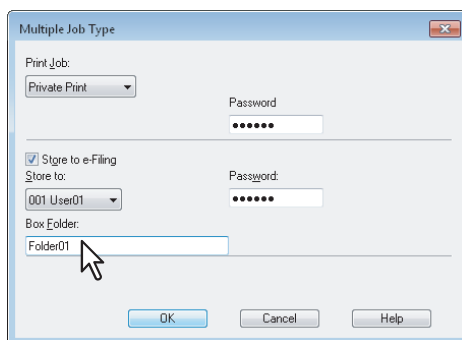 Multiple Job Type
Print Job:
Private Print
Password
••••••
Store to e-Filing
Store to: Password:
001 User01 ••••••
Box Folder:
Folder01
OK Cancel Help